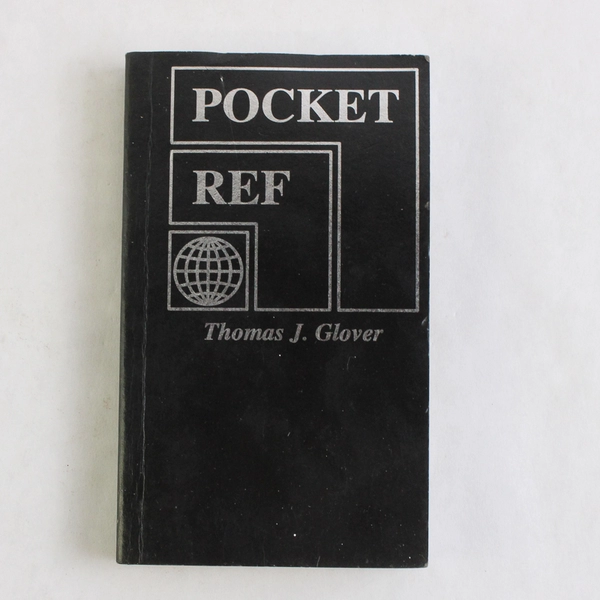 POCKET
REF
Thomas J. Glover